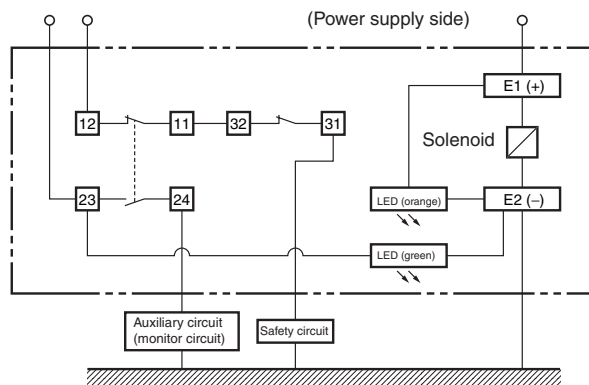 (Power supply side)
E1 (+)
12
11
32
31
Solenoid
23
24
LED (orange)
E2 (–)
LED (green)
Auxiliary circuit
(monitor circuit)
Safety circuit